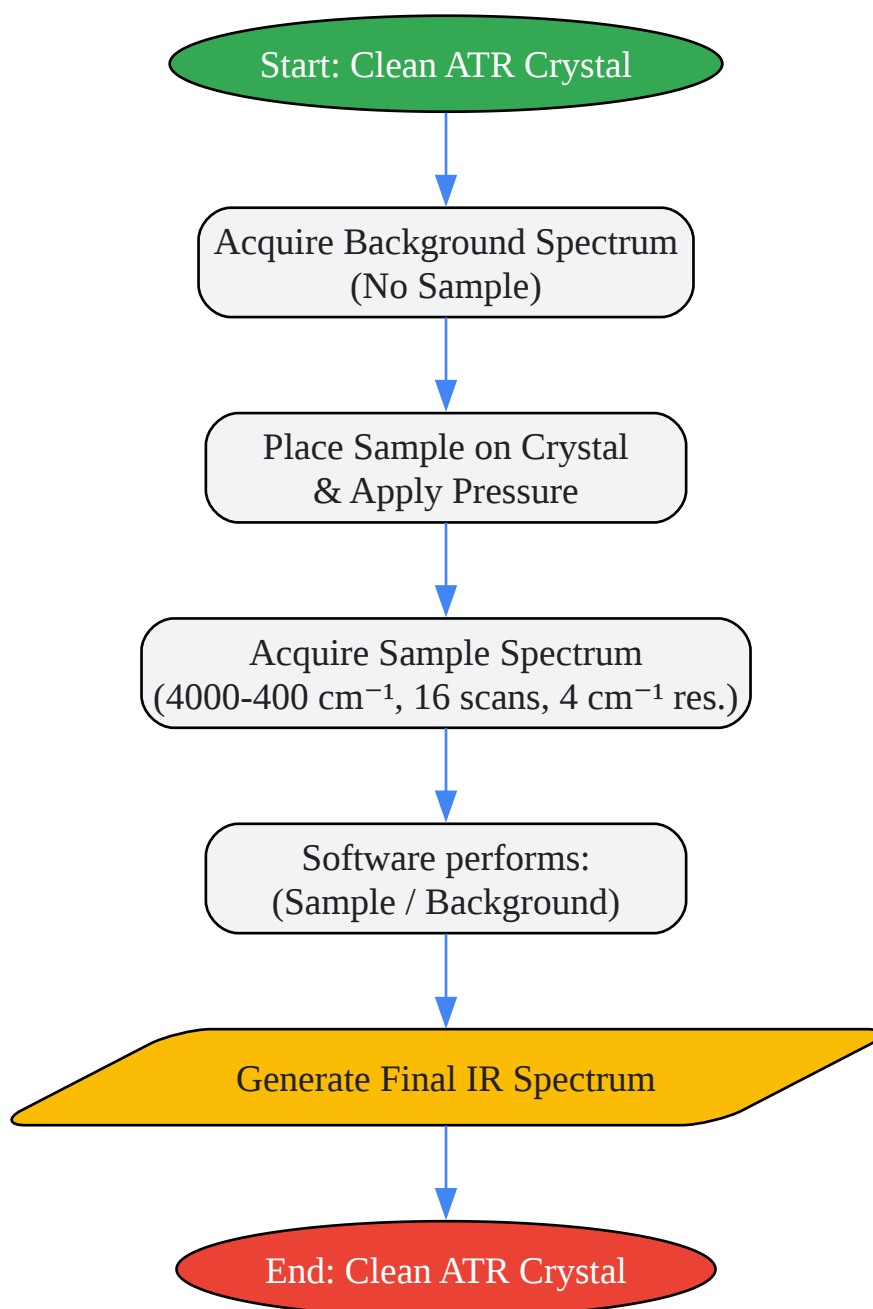 Start: Clean ATR Crystal
Acquire Background Spectrum
(No Sample)
Place Sample on Crystal
& Apply Pressure
Acquire Sample Spectrum
(4000-400 cm⁻¹, 16 scans, 4 cm⁻¹ res.)
Software performs:
(Sample / Background)
Generate Final IR Spectrum
End: Clean ATR Crystal